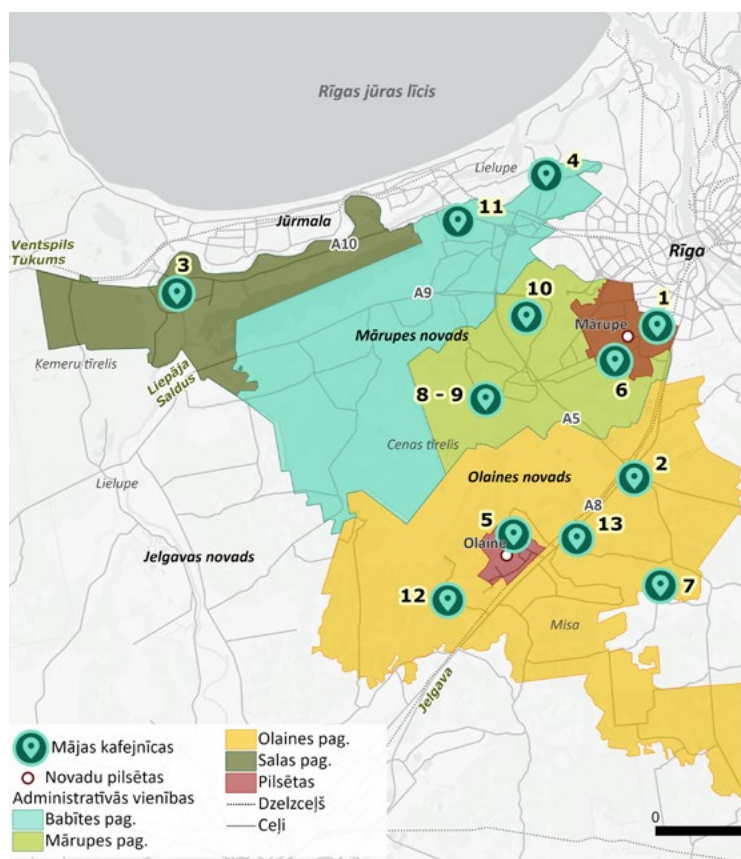 Rīgas jūras līcis
4
Lielupe
11
Jūrmala
Ventspils
Tukums
A10
3
Rīga
A9
10
1
Mārupe
Mārupes novads
Ķemeru tīrelis
Liepāja
Saldus
6
8 - 9
A5
Cenas tīrelis
2
Olaines novads
Lielupe
A8
5
13
Olaine
Jelgavas novads
12
7
Misa
Jelgava
Mājas kafejnīcas
Novadu pilsētas
Administratīvās vienības
Babītes pag.
Mārupes pag.
Olaines pag.
Salas pag.
Pilsētas
Dzelzceļš
Ceļi
0